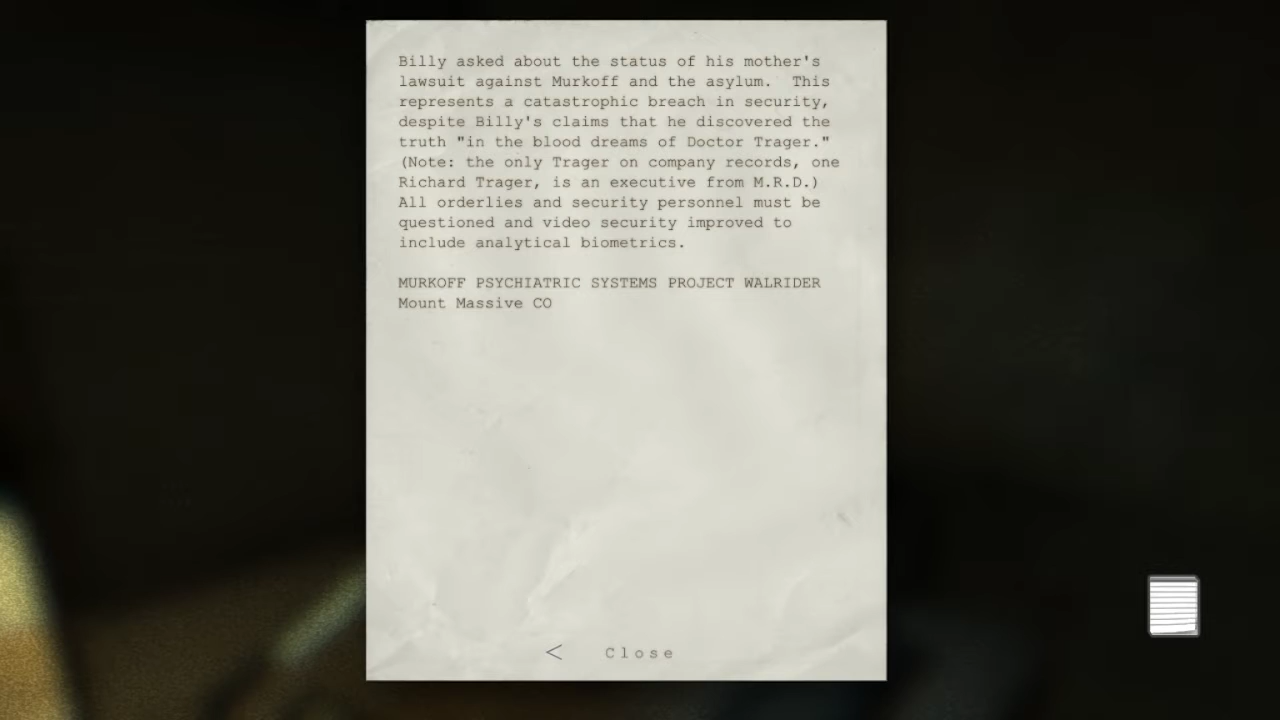 Billy asked about the status of his mother's
lawsuit against Murkoff and the asylum.  This
represents a catastrophic breach in security,
despite Billy's claims that he discovered the
truth "in the blood dreams of Doctor Trager."
(Note: the only Trager on company records, one
Richard Trager, is an executive from M.R.D.)
All orderlies and security personnel must be
questioned and video security improved to
include analytical biometrics.
MURKOFF PSYCHIATRIC SYSTEMS PROJECT WALRIDER
Mount Massive CO
< Close